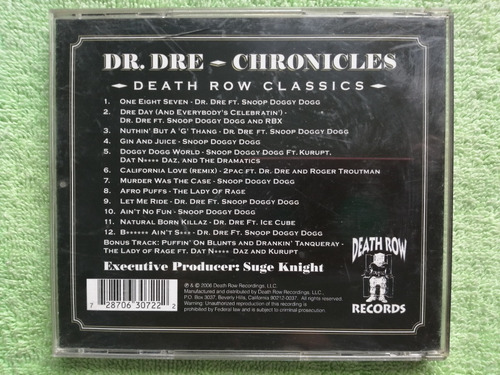 DR. DRE – CHRONICLES
DEATH ROW CLASSICS
1. One Eight Seven - Dr. Dre ft. Snoop Doggy Dogg
2. Dre Day (And Everybody's Celebratin') -
Dr. Dre ft. Snoop Doggy Dogg and RBX
3. Nuthin' But A 'G' Thang - Dr. Dre ft. Snoop Doggy Dogg
4. Gin And Juice - Snoop Doggy Dogg
5. Doggy Dogg World - Snoop Doggy Dogg Ft. Kurupt,
Dat N**** Daz, and The Dramatics
6. California Love (remix) - 2Pac ft. Dr. Dre and Roger Troutman
7. Murder Was The Case - Snoop Doggy Dogg
8. Afro Puffs - The Lady of Rage
9. Let Me Ride - Dr. Dre Ft. Snoop Doggy Dogg
10. Ain't No Fun - Snoop Doggy Dogg
11. Natural Born Killaz - Dr. Dre Ft. Ice Cube
12. B****** Ain't S*** - Dr. Dre Ft. Snoop Doggy Dogg
Bonus Track: Puffin' On Blunts and Drankin' Tanqueray -
The Lady of Rage ft. Dat N**** Daz and Kurupt
Executive Producer: Suge Knight
DEATH ROW
RECORDS
7 28706 30722 2
℗ & © 2006 Death Row Recordings, LLC.
Manufactured and distributed by Death Row Recordings, LLC.
P.O. Box 3037, Beverly Hills, California 90212-0037. All rights reserved.
Warning: Unauthorized reproduction of this recording is
prohibited by Federal law and is subject to criminal prosecution.